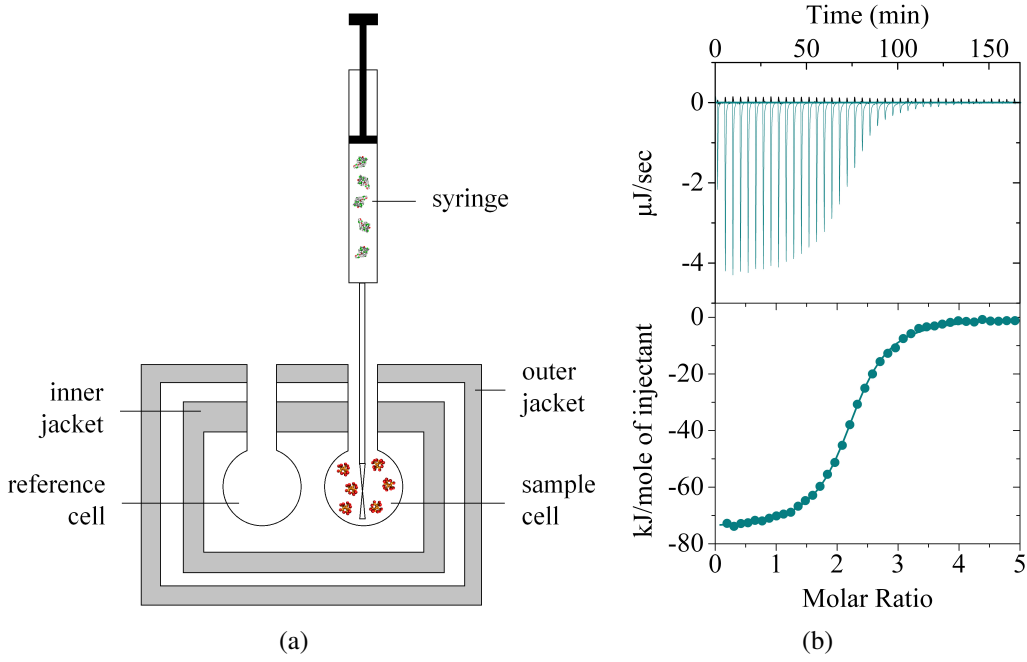 syringe
inner
jacket
outer
jacket
reference
cell
sample
cell
(a)
Time (min)
0 50 100 150
0
-2
-4
μJ/sec
0
-20
-40
-60
-80
kJ/mole of injectant
0 1 2 3 4 5
Molar Ratio
(b)